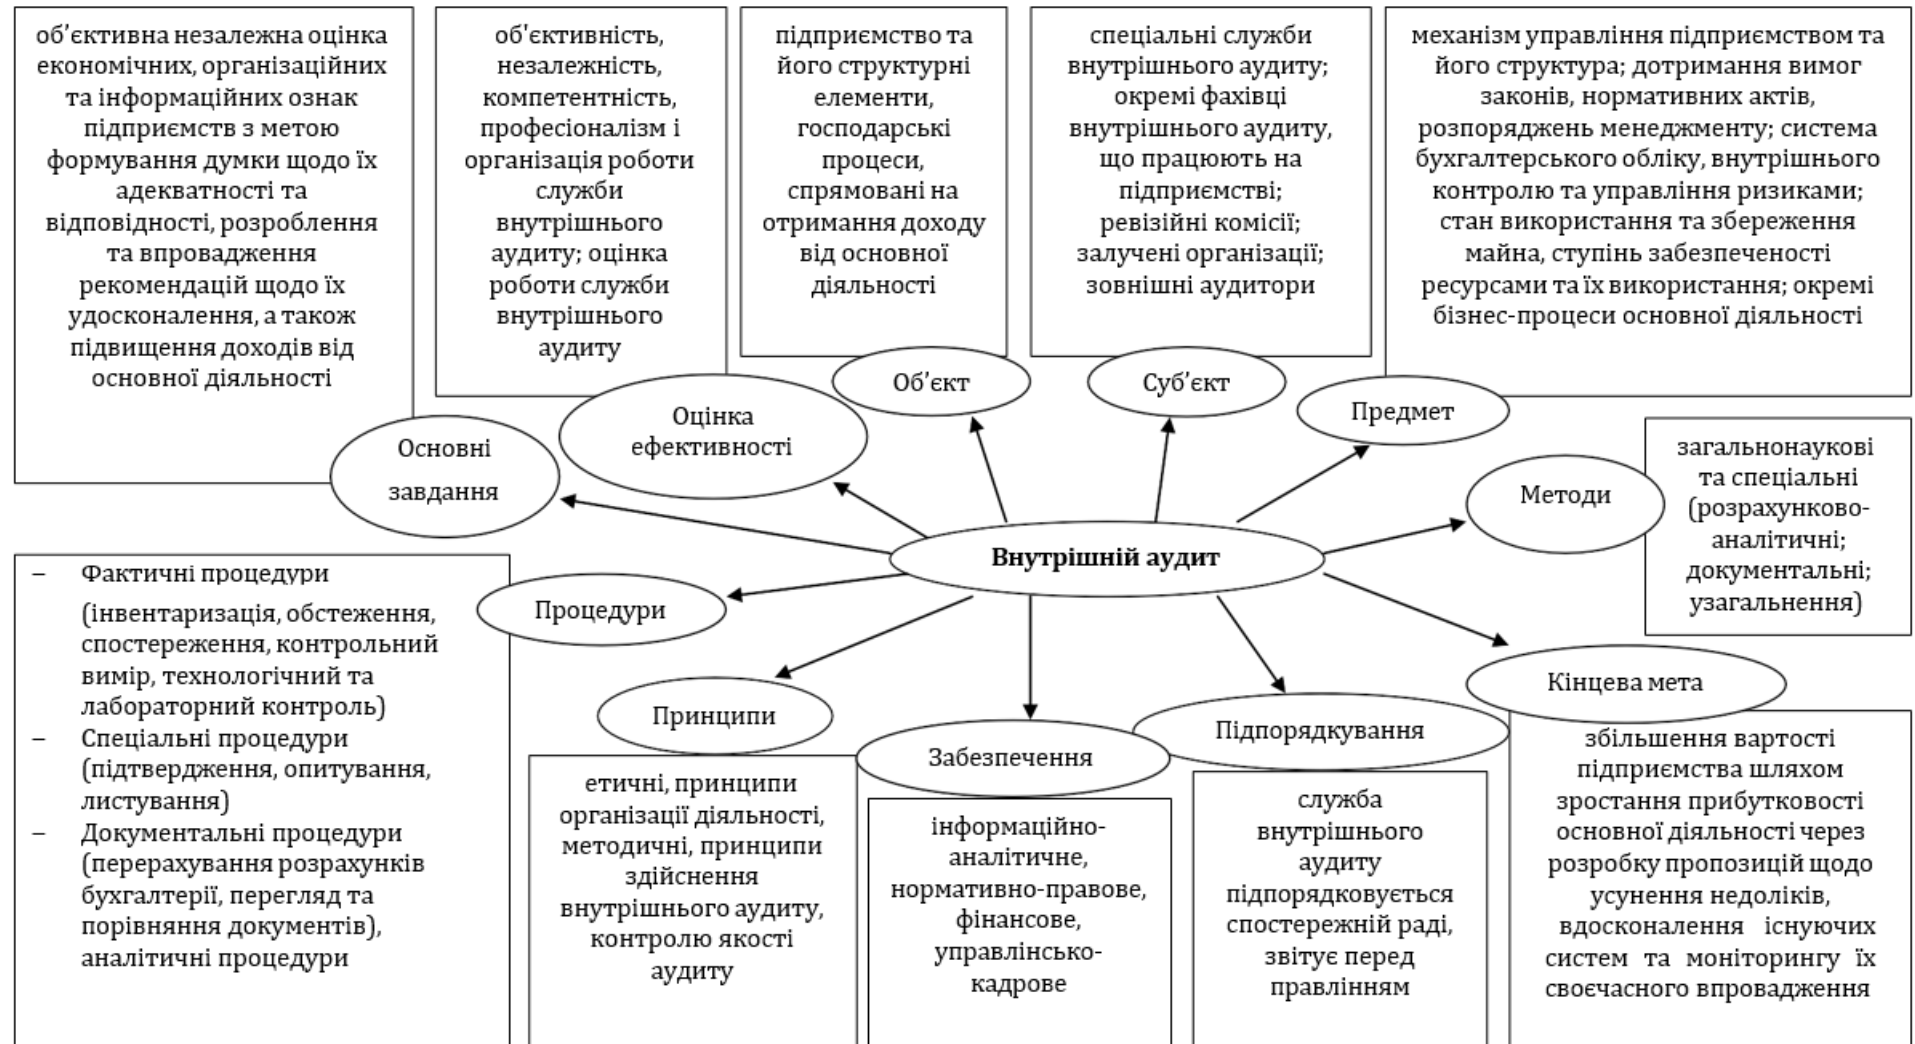 об’єктивна незалежна оцінка
економічних, організаційних
та інформаційних ознак
підприємств з метою
формування думки щодо їх
адекватності та
відповідності, розроблення
та впровадження
рекомендацій щодо їх
удосконалення, а також
підвищення доходів від
основної діяльності
Основні
завдання
об'єктивність,
незалежність,
компетентність,
професіоналізм і
організація роботи
служби
внутрішнього
аудиту; оцінка
роботи служби
внутрішнього
аудиту
Оцінка
ефективності
підприємство та
його структурні
елементи,
господарські
процеси,
спрямовані на
отримання доходу
від основної
діяльності
Об’єкт
спеціальні служби
внутрішнього аудиту;
окремі фахівці
внутрішнього аудиту,
що працюють на
підприємстві;
ревізійні комісії;
залучені організації;
зовнішні аудитори
Суб’єкт
механізм управління підприємством та
його структура; дотримання вимог
законів, нормативних актів,
розпоряджень менеджменту; система
бухгалтерського обліку, внутрішнього
контролю та управління ризиками;
стан використання та збереження
майна, ступінь забезпеченості
ресурсами та їх використання; окремі
бізнес-процеси основної діяльності
Предмет
Методи
загальнонаукові
та спеціальні
(розрахунково-
аналітичні;
документальні;
узагальнення)
Внутрішній аудит
– Фактичні процедури
(інвентаризація, обстеження,
спостереження, контрольний
вимір, технологічний та
лабораторний контроль)
– Спеціальні процедури
(підтвердження, опитування,
листування)
– Документальні процедури
(перерахування розрахунків
бухгалтерії, перегляд та
порівняння документів),
аналітичні процедури
Процедури
Принципи
етичні, принципи
організації діяльності,
методичні, принципи
здійснення
внутрішнього аудиту,
контролю якості
аудиту
Забезпечення
інформаційно-
аналітичне,
нормативно-правове,
фінансове,
управлінсько-
кадрове
Підпорядкування
служба
внутрішнього
аудиту
підпорядковується
спостережній раді,
звітує перед
правлінням
Кінцева мета
збільшення вартості
підприємства шляхом
зростання прибутковості
основної діяльності через
розробку пропозицій щодо
усунення недоліків,
вдосконалення існуючих
систем та моніторингу їх
своєчасного впровадження